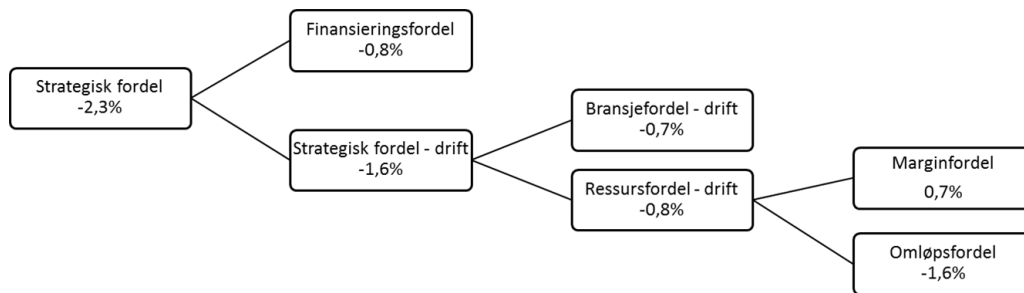 Finansieringsfordel
-0,8%
Strategisk fordel
-2,3%
Strategisk fordel - drift
-1,6%
Bransjefordel - drift
-0,7%
Ressursfordel - drift
-0,8%
Marginfordel
0,7%
Omløpsfordel
-1,6%